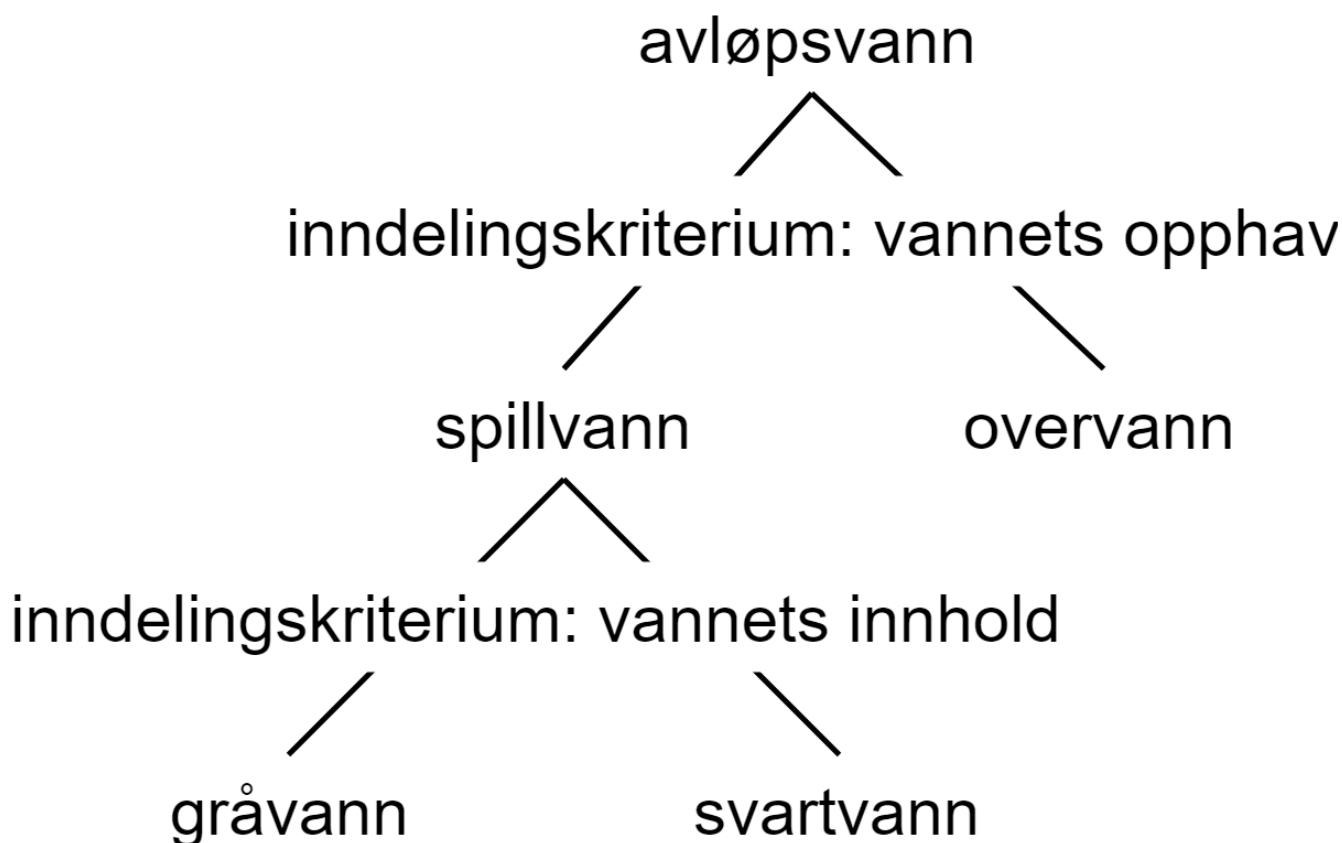 avløpsvann
inndelingskriterium: vannets opphav
spillvann overvann
inndelingskriterium: vannets innhold
gråvann svartvann